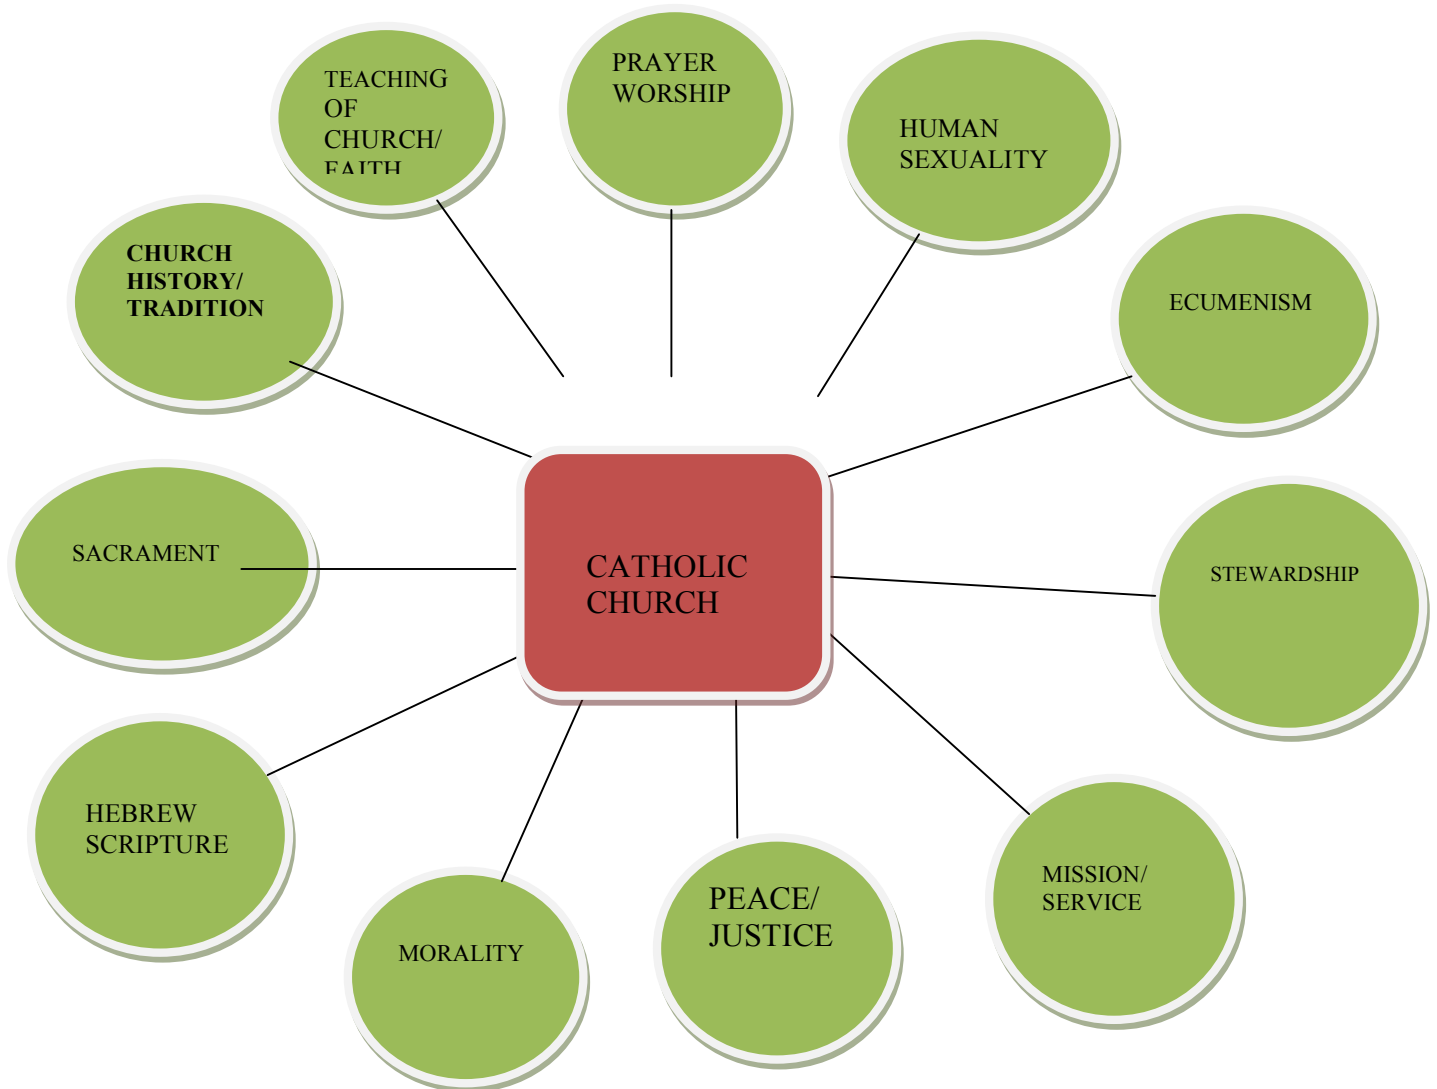 TEACHING
OF
CHURCH/
FAITH
PRAYER
WORSHIP
HUMAN
SEXUALITY
CHURCH
HISTORY/
TRADITION
ECUMENISM
SACRAMENT
CATHOLIC
CHURCH
STEWARDSHIP
HEBREW
SCRIPTURE
MORALITY
PEACE/
JUSTICE
MISSION/
SERVICE